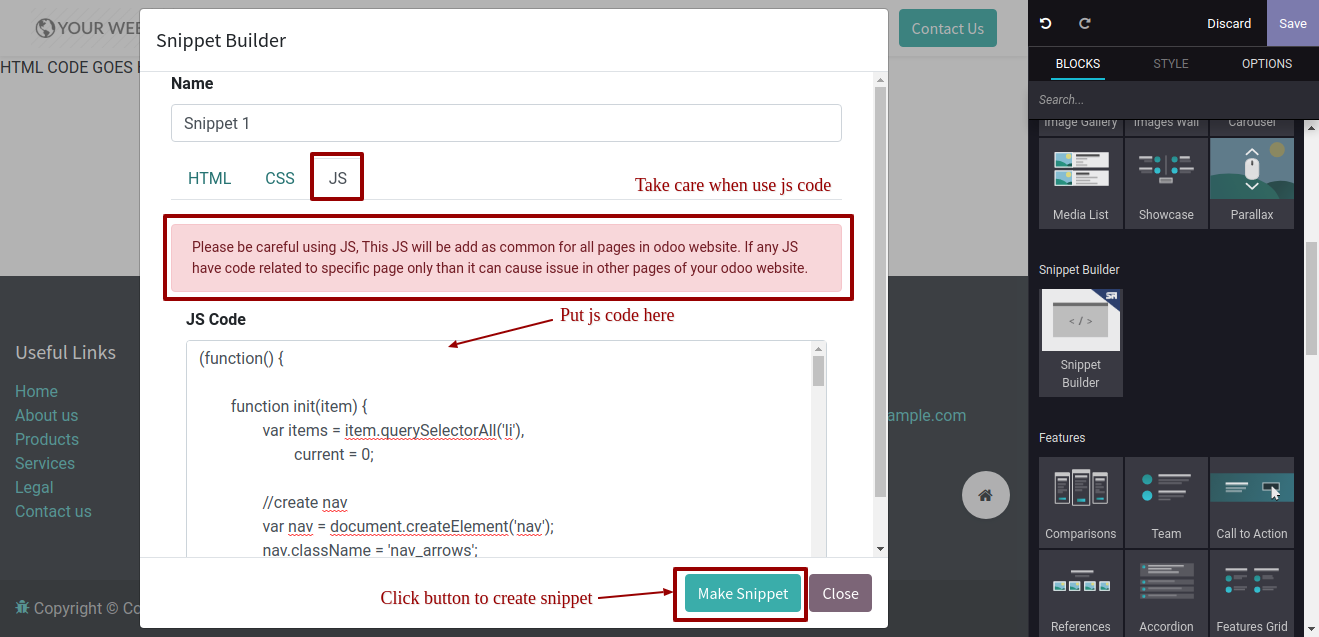 YOUR WEB
Contact Us
HTML CODE GOES
Snippet Builder
Name
Snippet 1
HTML
CSS
JS
Take care when use js code
Please be careful using JS, This JS will be add as common for all pages in odoo website. If any JS
have code related to specific page only than it can cause issue in other pages of your odoo website.
JS Code
Put js code here
(function() {
function init(item) {
var items = item.querySelectorAll('li'),
current = 0;
//create nav
var nav = document.createElement('nav');
nav.className = 'nav_arrows';
Click button to create snippet
Make Snippet
Close
Useful Links
Home
About us
Products
Services
Legal
Contact us
ample.com
Copyright © Co
Discard
Save
BLOCKS
STYLE
OPTIONS
Search...
Image Gallery
Images Wall
Carousel
Media List
Showcase
Parallax
Snippet Builder
SR
< / >
Snippet
Builder
Features
Comparisons
Team
Call to Action
References
Accordion
Features Grid